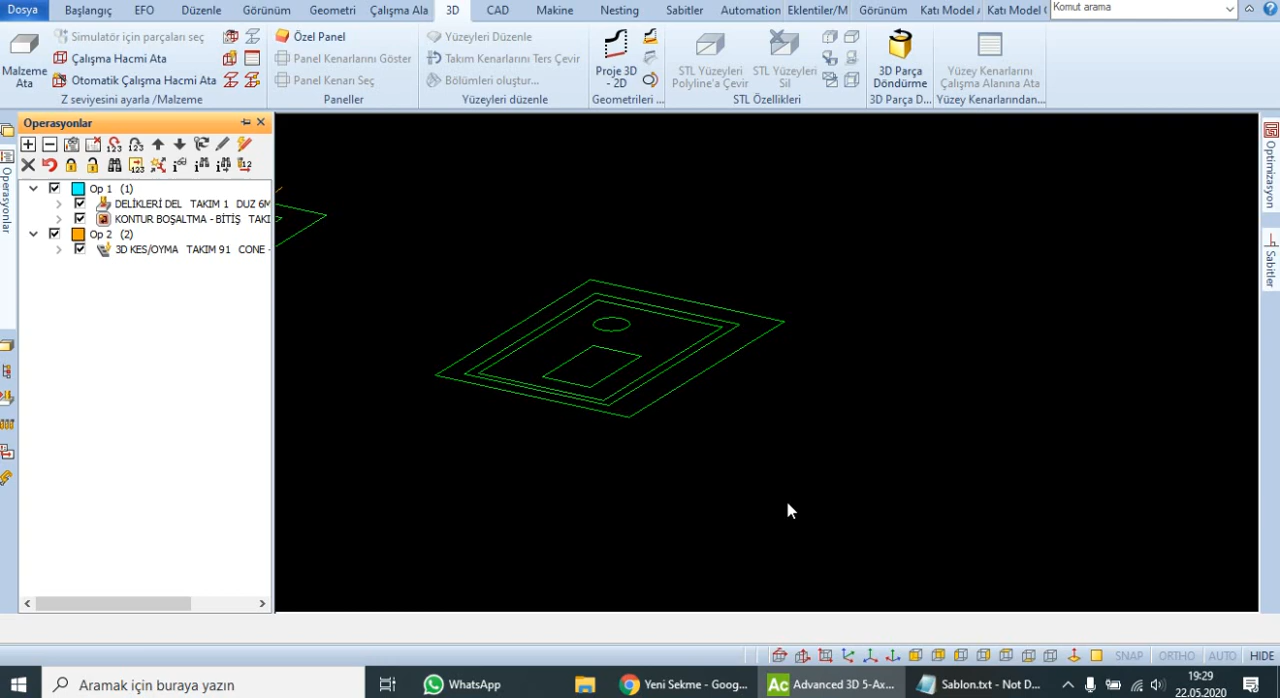 Dosya Başlangıç EFO Düzenle Görünüm Geometri Çalışma Ala 3D CAD Makine Nesting Sabitler Automation Eklentiler/M Görünüm Katı Model Katı Model Komut arama
Malzeme Ata
Simulatör için parçaları seç
Çalışma Hacmi Ata
Otomatik Çalışma Hacmi Ata
Z seviyesini ayarla /Malzeme
Özel Panel
Panel Kenarlarını Göster
Panel Kenarı Seç
Paneller
Yüzeyleri Düzenle
Takım Kenarlarını Ters Çevir
Bölümleri oluştur...
Yüzeyleri düzenle
Proje 3D - 2D
Geometrileri ...
STL Yüzeyleri Polyline'a Çevir
STL Yüzeyleri Sil
STL Özellikleri
3D Parça Döndürme
3D Parça D...
Yüzey Kenarlarını Çalışma Alanına Ata
Yüzey Kenarlarından...
Operasyonlar
Operasyonlar
Op 1 (1)
DELİKLERİ DEL TAKIM 1 DUZ 6M
KONTUR BOŞALTMA - BİTİŞ TAKI
Op 2 (2)
3D KES/OYMA TAKIM 91 CONE -
Optimizasyon
Sabitler
SNAP ORTHO AUTO HIDE
Aramak için buraya yazın
WhatsApp
Yeni Sekme - Goog...
Ac Advanced 3D 5-Ax...
Sablon.txt - Not D...
19:29
22.05.2020